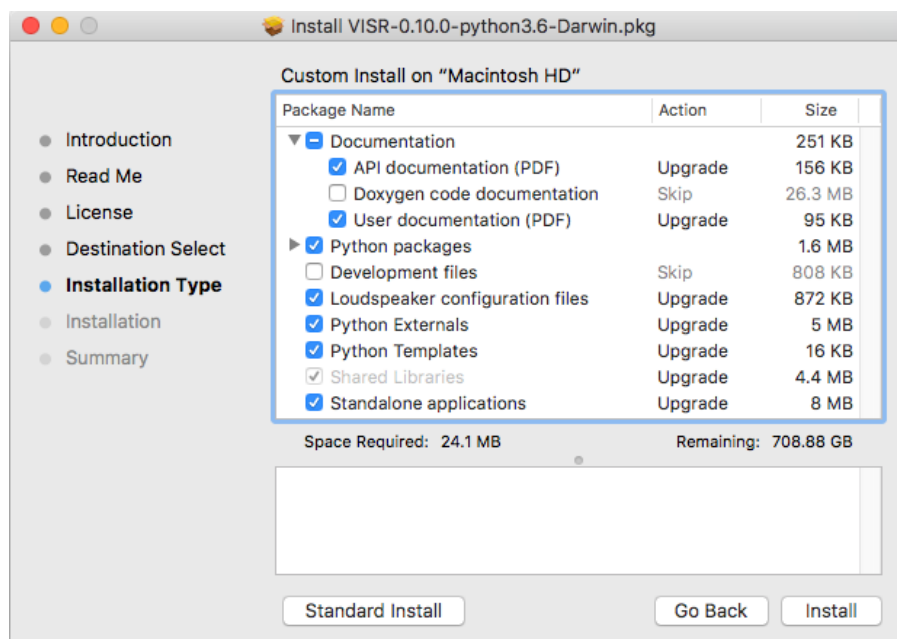 Install VISR-0.10.0-python3.6-Darwin.pkg
Custom Install on “Macintosh HD”
Introduction
Read Me
License
Destination Select
Installation Type
Installation
Summary
Package Name Action Size
Documentation 251 KB
API documentation (PDF) Upgrade 156 KB
Doxygen code documentation Skip 26.3 MB
User documentation (PDF) Upgrade 95 KB
Python packages 1.6 MB
Development files Skip 808 KB
Loudspeaker configuration files Upgrade 872 KB
Python Externals Upgrade 5 MB
Python Templates Upgrade 16 KB
Shared Libraries Upgrade 4.4 MB
Standalone applications Upgrade 8 MB
Space Required: 24.1 MB Remaining: 708.88 GB
Standard Install Go Back Install